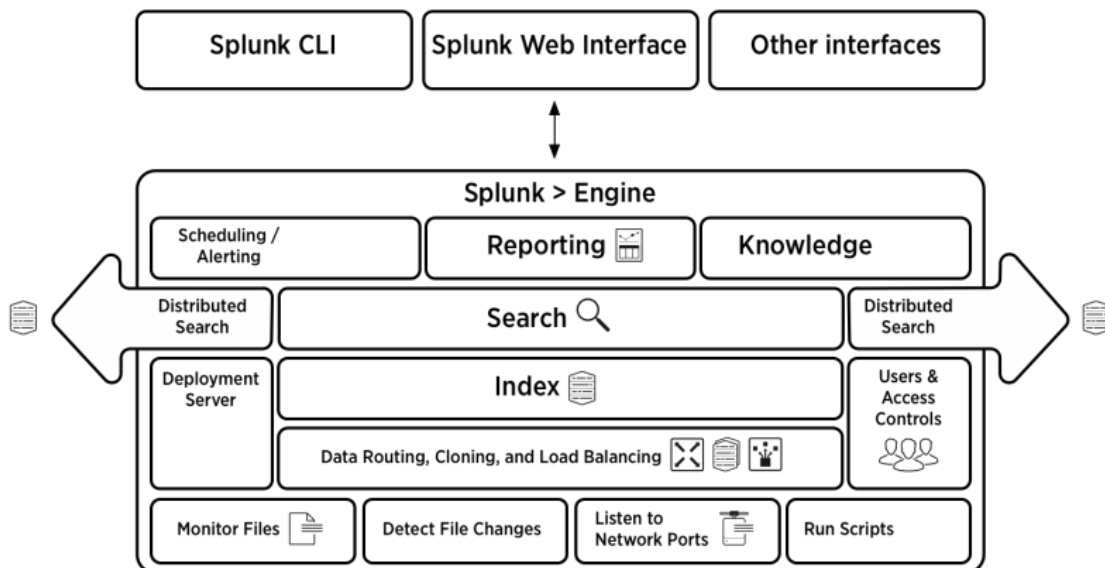 Splunk CLI
Splunk Web Interface
Other interfaces
Splunk > Engine
Scheduling /
Alerting
Reporting
Knowledge
Distributed
Search
Search
Distributed
Search
Deployment
Server
Index
Users &
Access
Controls
Data Routing, Cloning, and Load Balancing
Monitor Files
Detect File Changes
Listen to
Network Ports
Run Scripts